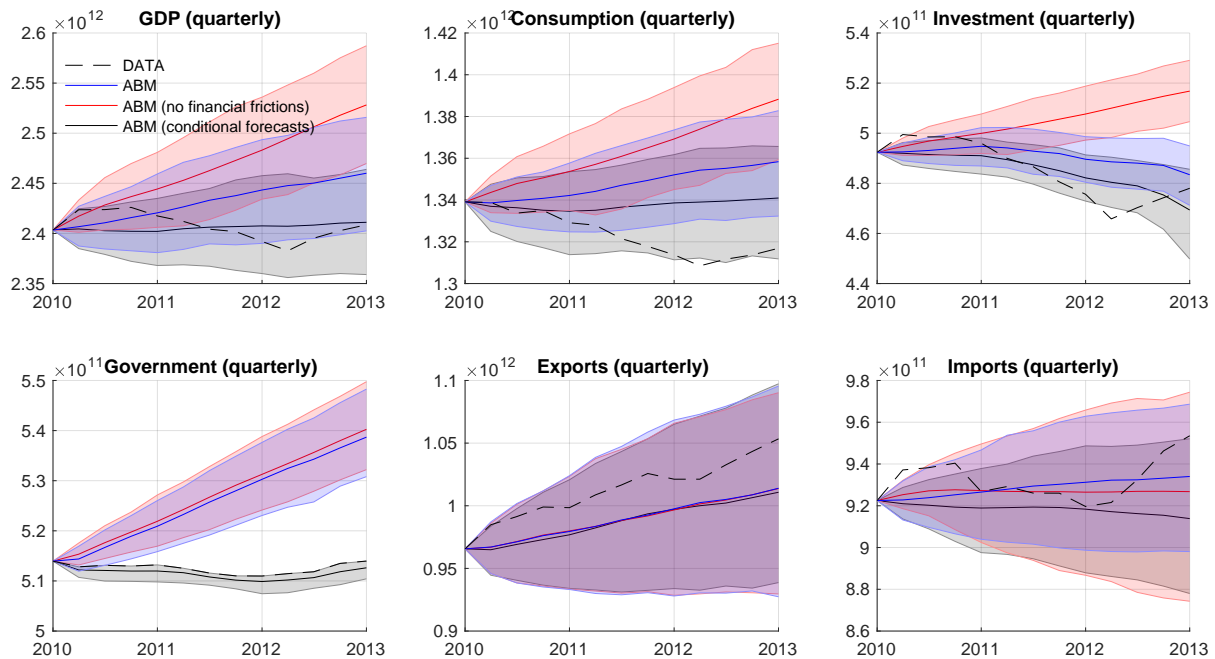 ×10^12 GDP (quarterly)
2.6
2.55
2.5
2.45
2.4
2.35
2010 2011 2012 2013
DATA
ABM
ABM (no financial frictions)
ABM (conditional forecasts)
×10^12 Consumption (quarterly)
1.42
1.4
1.38
1.36
1.34
1.32
1.3
2010 2011 2012 2013
×10^11 Investment (quarterly)
5.4
5.2
5
4.8
4.6
4.4
2010 2011 2012 2013
×10^11 Government (quarterly)
5.5
5.4
5.3
5.2
5.1
5
2010 2011 2012 2013
×10^12 Exports (quarterly)
1.1
1.05
1
0.95
0.9
2010 2011 2012 2013
×10^11 Imports (quarterly)
9.8
9.6
9.4
9.2
9
8.8
8.6
2010 2011 2012 2013